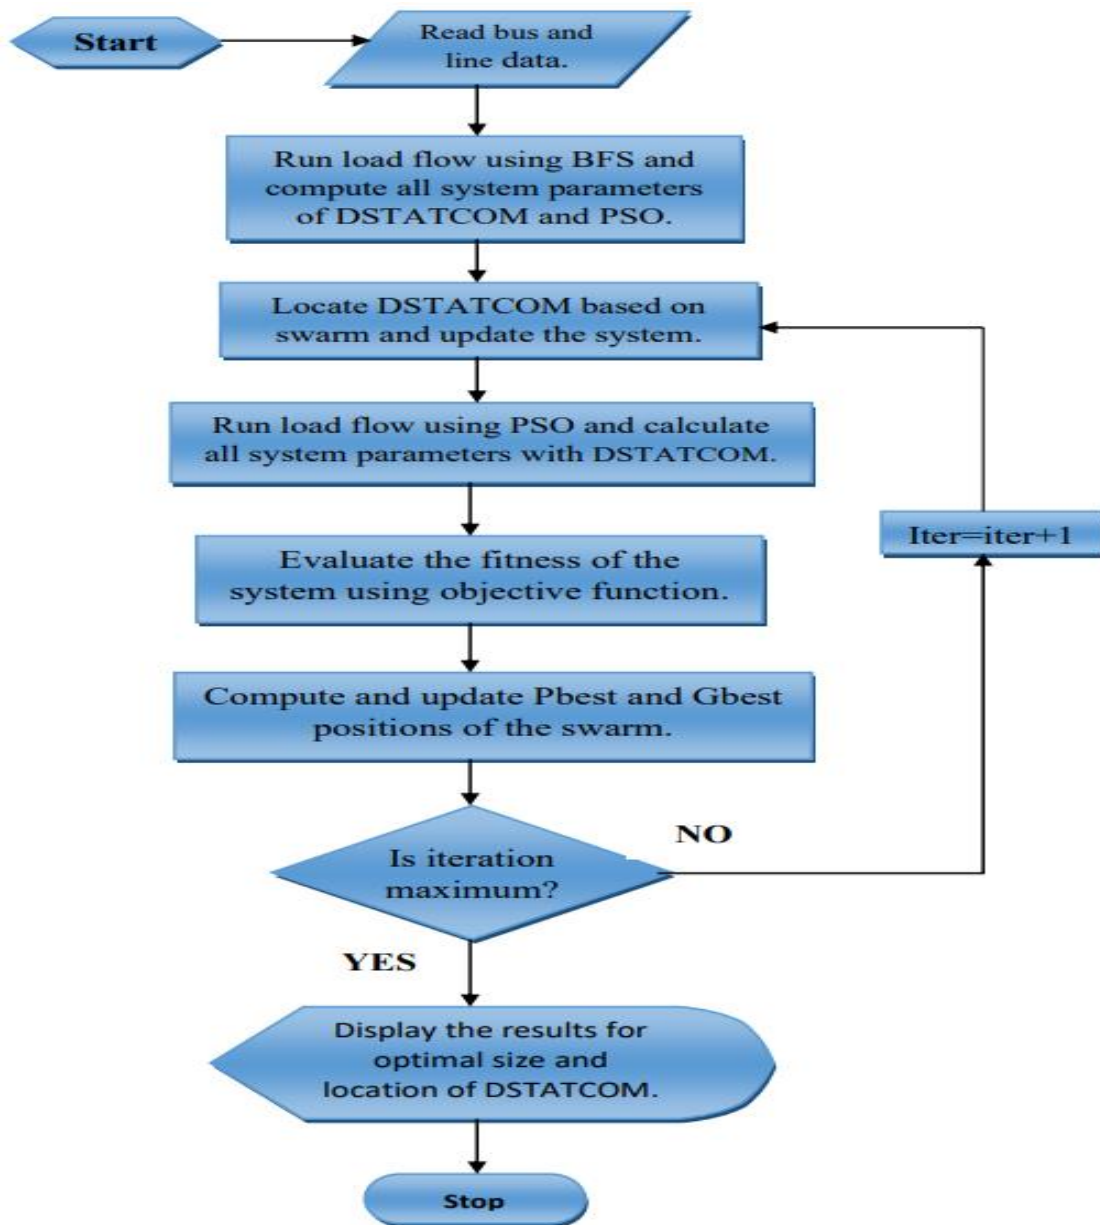 Start
Read bus and
line data.
Run load flow using BFS and
compute all system parameters
of DSTATCOM and PSO.
Locate DSTATCOM based on
swarm and update the system.
Run load flow using PSO and calculate
all system parameters with DSTATCOM.
Evaluate the fitness of the
system using objective function.
Compute and update Pbest and Gbest
positions of the swarm.
Is iteration
maximum?
NO
Iter=iter+1
YES
Display the results for
optimal size and
location of DSTATCOM.
Stop